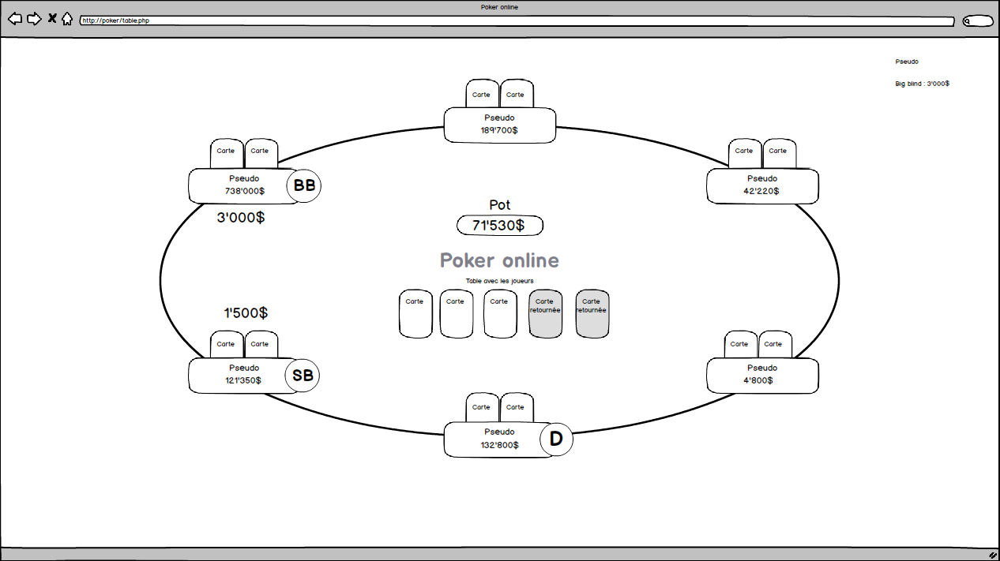 Poker online
http://poker/table.php
Pseudo
Big blind : 3'000$
Carte Carte
Pseudo
189'700$
Carte Carte
Pseudo
738'000$
BB
3'000$
Carte Carte
Pseudo
42'220$
Pot
71'530$
Poker online
Table avec les joueurs
Carte Carte Carte Carte retournée Carte retournée
1'500$
Carte Carte
Pseudo
121'350$
SB
Carte Carte
Pseudo
4'800$
Carte Carte
Pseudo
132'800$
D